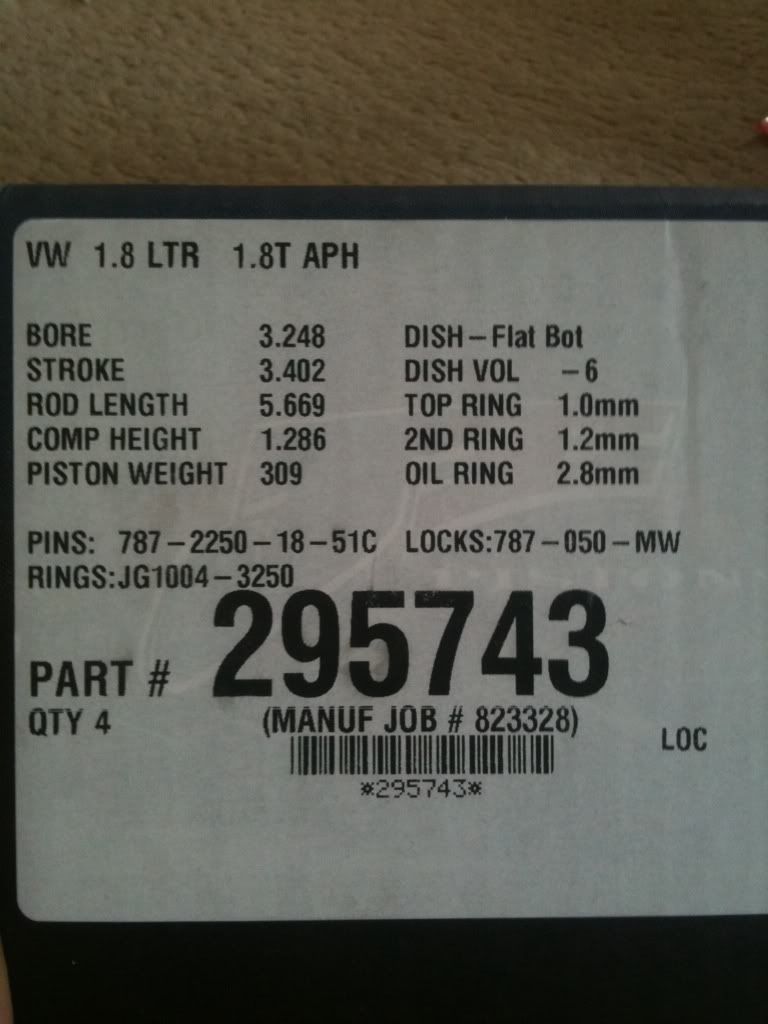 VW 1.8 LTR 1.8T APH
BORE 3.248 DISH-Flat Bot
STROKE 3.402 DISH VOL -6
ROD LENGTH 5.669 TOP RING 1.0mm
COMP HEIGHT 1.286 2ND RING 1.2mm
PISTON WEIGHT 309 OIL RING 2.8mm
PINS: 787-2250-18-51C LOCKS:787-050-MW
RINGS:JG1004-3250
PART # 295743
QTY 4 (MANUF JOB # 823328)
LOC
*295743*